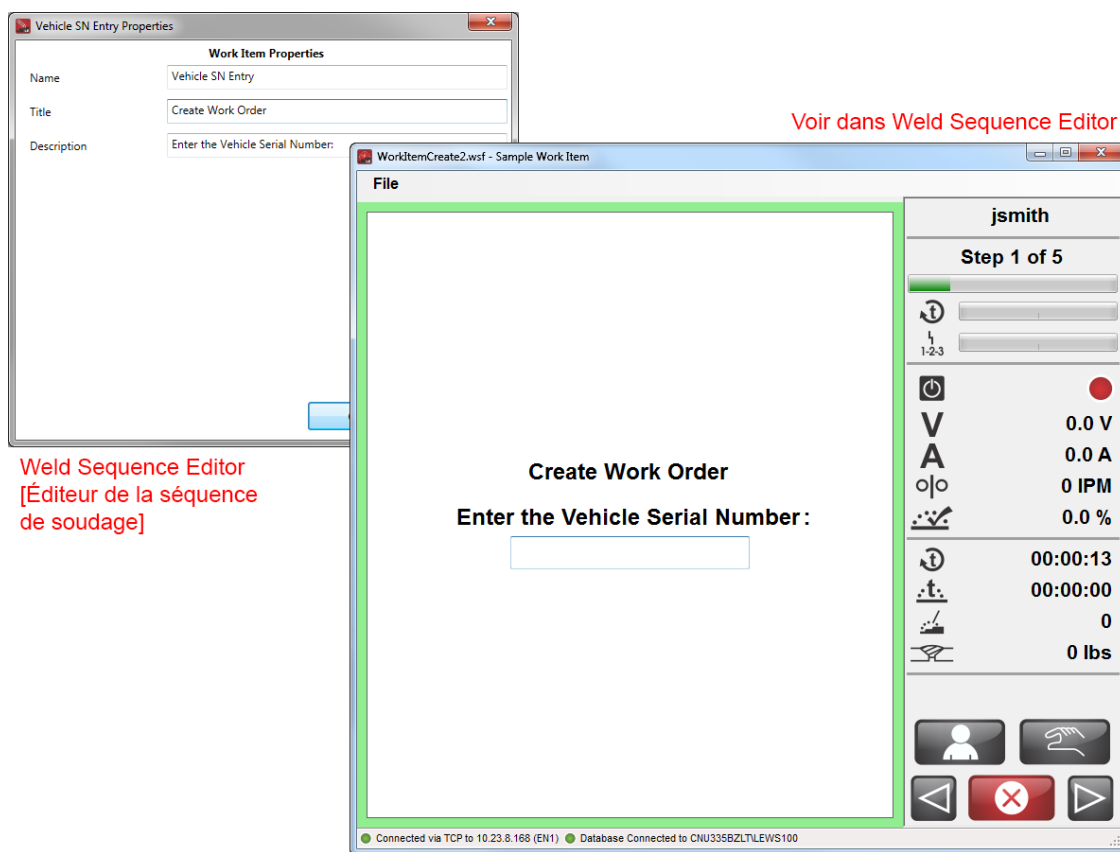 Vehicle SN Entry Properties
Work Item Properties
Name
Vehicle SN Entry
Title
Create Work Order
Description
Enter the Vehicle Serial Number:
Weld Sequence Editor
[Éditeur de la séquence
de soudage]
Voir dans Weld Sequence Editor
WorkItemCreate2.wsf - Sample Work Item
File
Create Work Order
Enter the Vehicle Serial Number:
jsmith
Step 1 of 5
t
1-2-3
V 0.0 V
A 0.0 A
0 IPM
0.0 %
t 00:00:13
.t. 00:00:00
0
0 lbs
Connected via TCP to 10.23.8.168 (EN1) Database Connected to CNU335BZLT\LEWS100